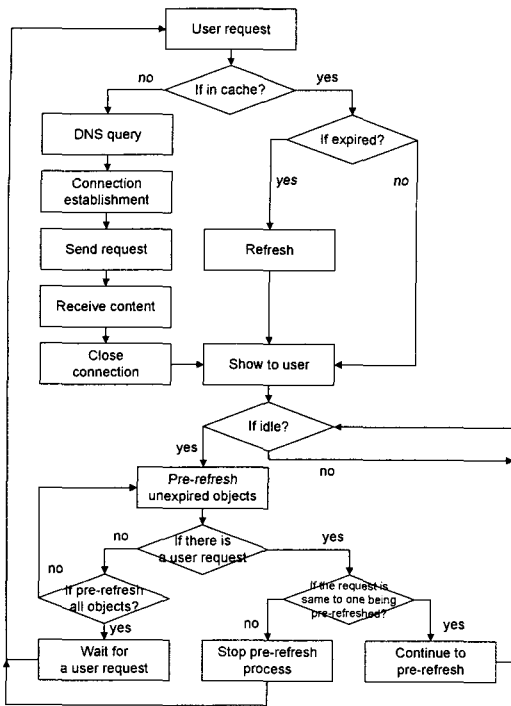 User request
If in cache?
no
yes
DNS query
If expired?
Connection
establishment
yes
no
Send request
Refresh
Receive content
Close
connection
Show to user
If idle?
yes
no
Pre-refresh
unexpired objects
no
If there is
a user request
yes
no
If pre-refresh
all objects?
If the request is
same to one being
pre-refreshed?
yes
no
yes
Wait for
a user request
Stop pre-refresh
process
Continue to
pre-refresh